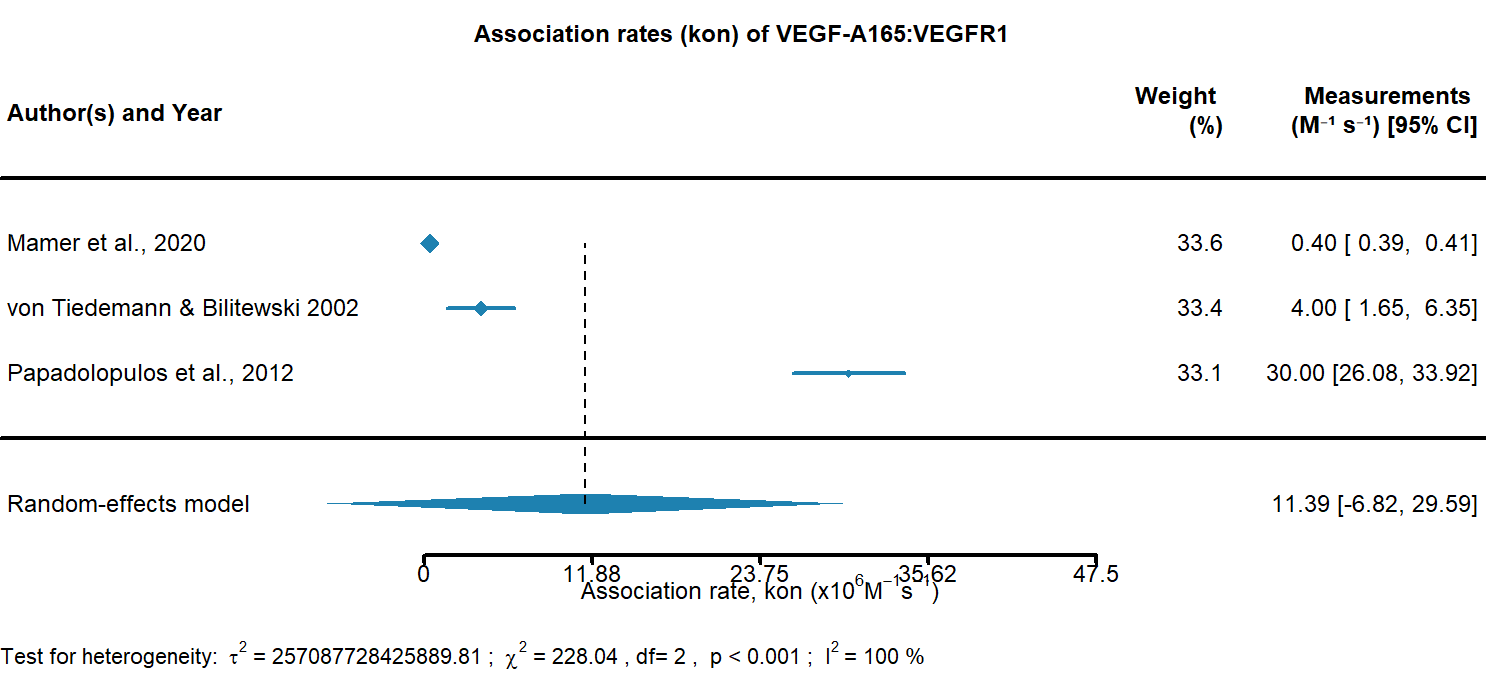 Association rates (kon) of VEGF-A165:VEGFR1
Author(s) and Year
Weight (%)
Measurements (M⁻¹ s⁻¹) [95% CI]
Mamer et al., 2020 33.6 0.40 [ 0.39, 0.41]
von Tiedemann & Bilitewski 2002 33.4 4.00 [ 1.65, 6.35]
Papadolopulos et al., 2012 33.1 30.00 [26.08, 33.92]
Random-effects model 11.39 [-6.82, 29.59]
0 11.88 23.75 35.62 47.5
Association rate, kon (x10⁶M⁻¹s⁻¹)
Test for heterogeneity: τ² = 257087728425889.81 ; χ² = 228.04 , df= 2 , p < 0.001 ; I² = 100 %